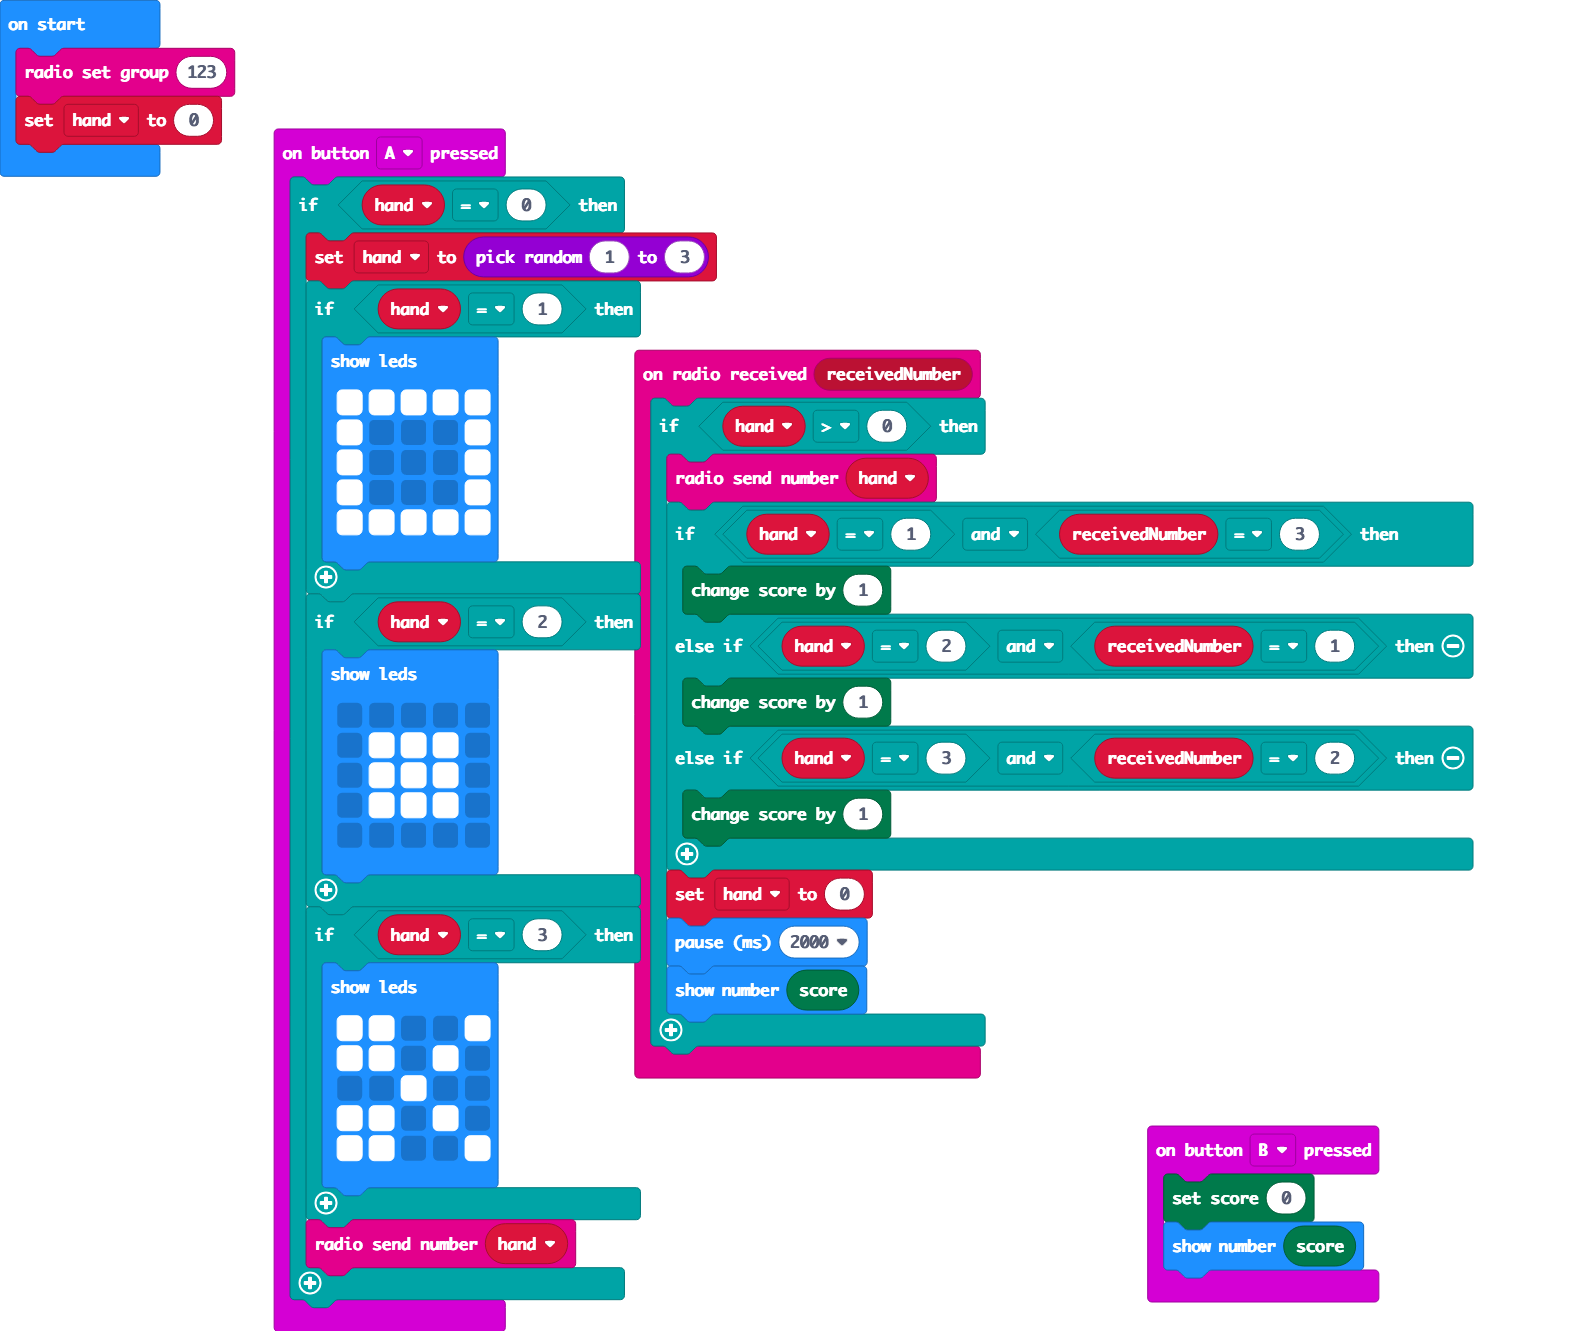 on start
radio set group 123
set hand to 0
on button A pressed
if hand = 0 then
set hand to pick random 1 to 3
if hand = 1 then
show leds
if hand = 2 then
show leds
if hand = 3 then
show leds
radio send number hand
on radio received receivedNumber
if hand > 0 then
radio send number hand
if hand = 1 and receivedNumber = 3 then
change score by 1
else if hand = 2 and receivedNumber = 1 then
change score by 1
else if hand = 3 and receivedNumber = 2 then
change score by 1
set hand to 0
pause (ms) 2000
show number score
on button B pressed
set score 0
show number score